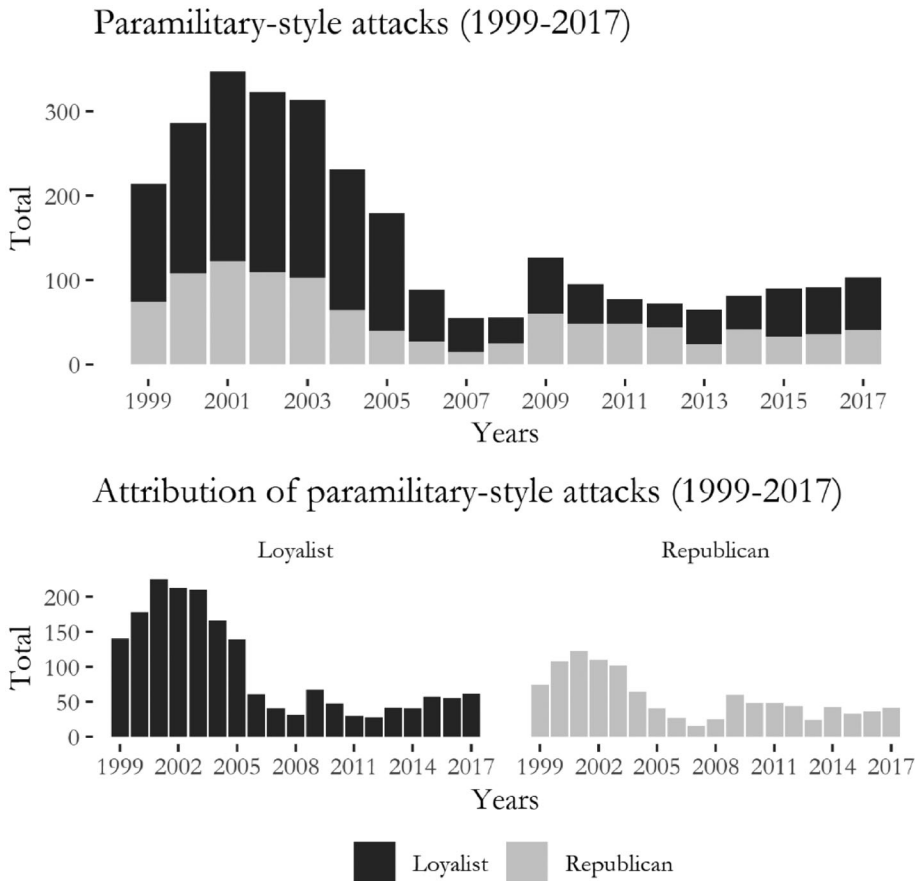 Paramilitary-style attacks (1999-2017)
300
200
100
0
Total
1999 2001 2003 2005 2007 2009 2011 2013 2015 2017
Years
Attribution of paramilitary-style attacks (1999-2017)
Loyalist Republican
200
150
100
50
0
Total
1999 2002 2005 2008 2011 2014 2017 1999 2002 2005 2008 2011 2014 2017
Years
Loyalist Republican